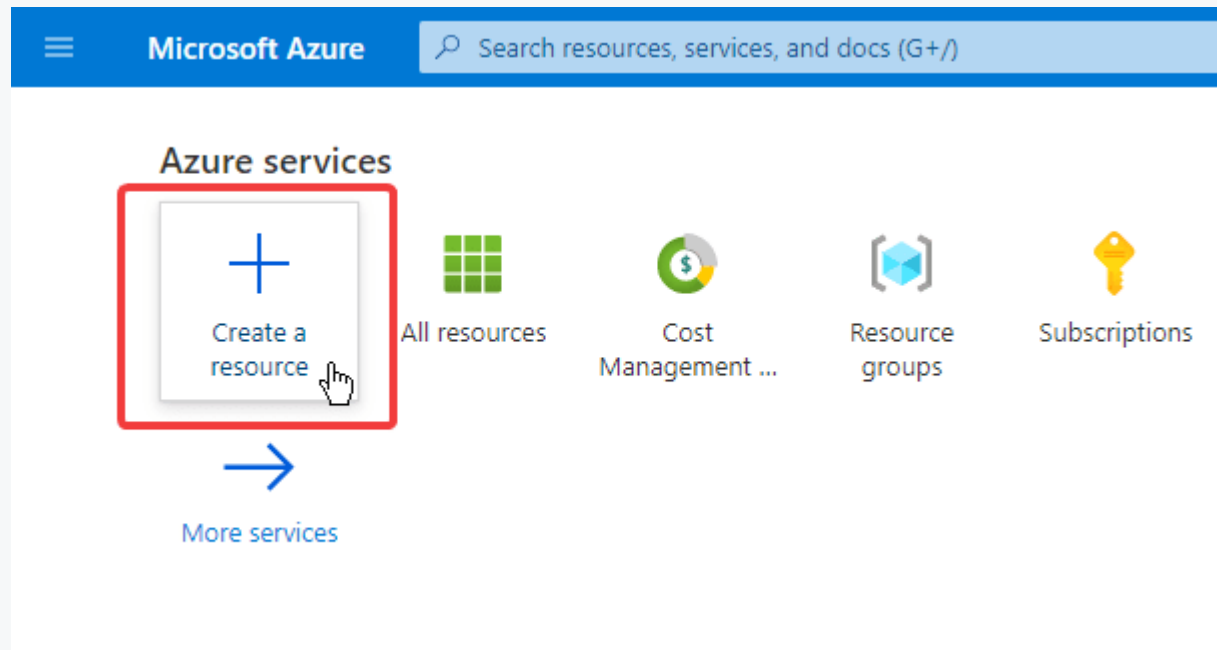 Microsoft Azure
Search resources, services, and docs (G+/)
Azure services
Create a
resource
All resources
Cost
Management ...
Resource
groups
Subscriptions
More services